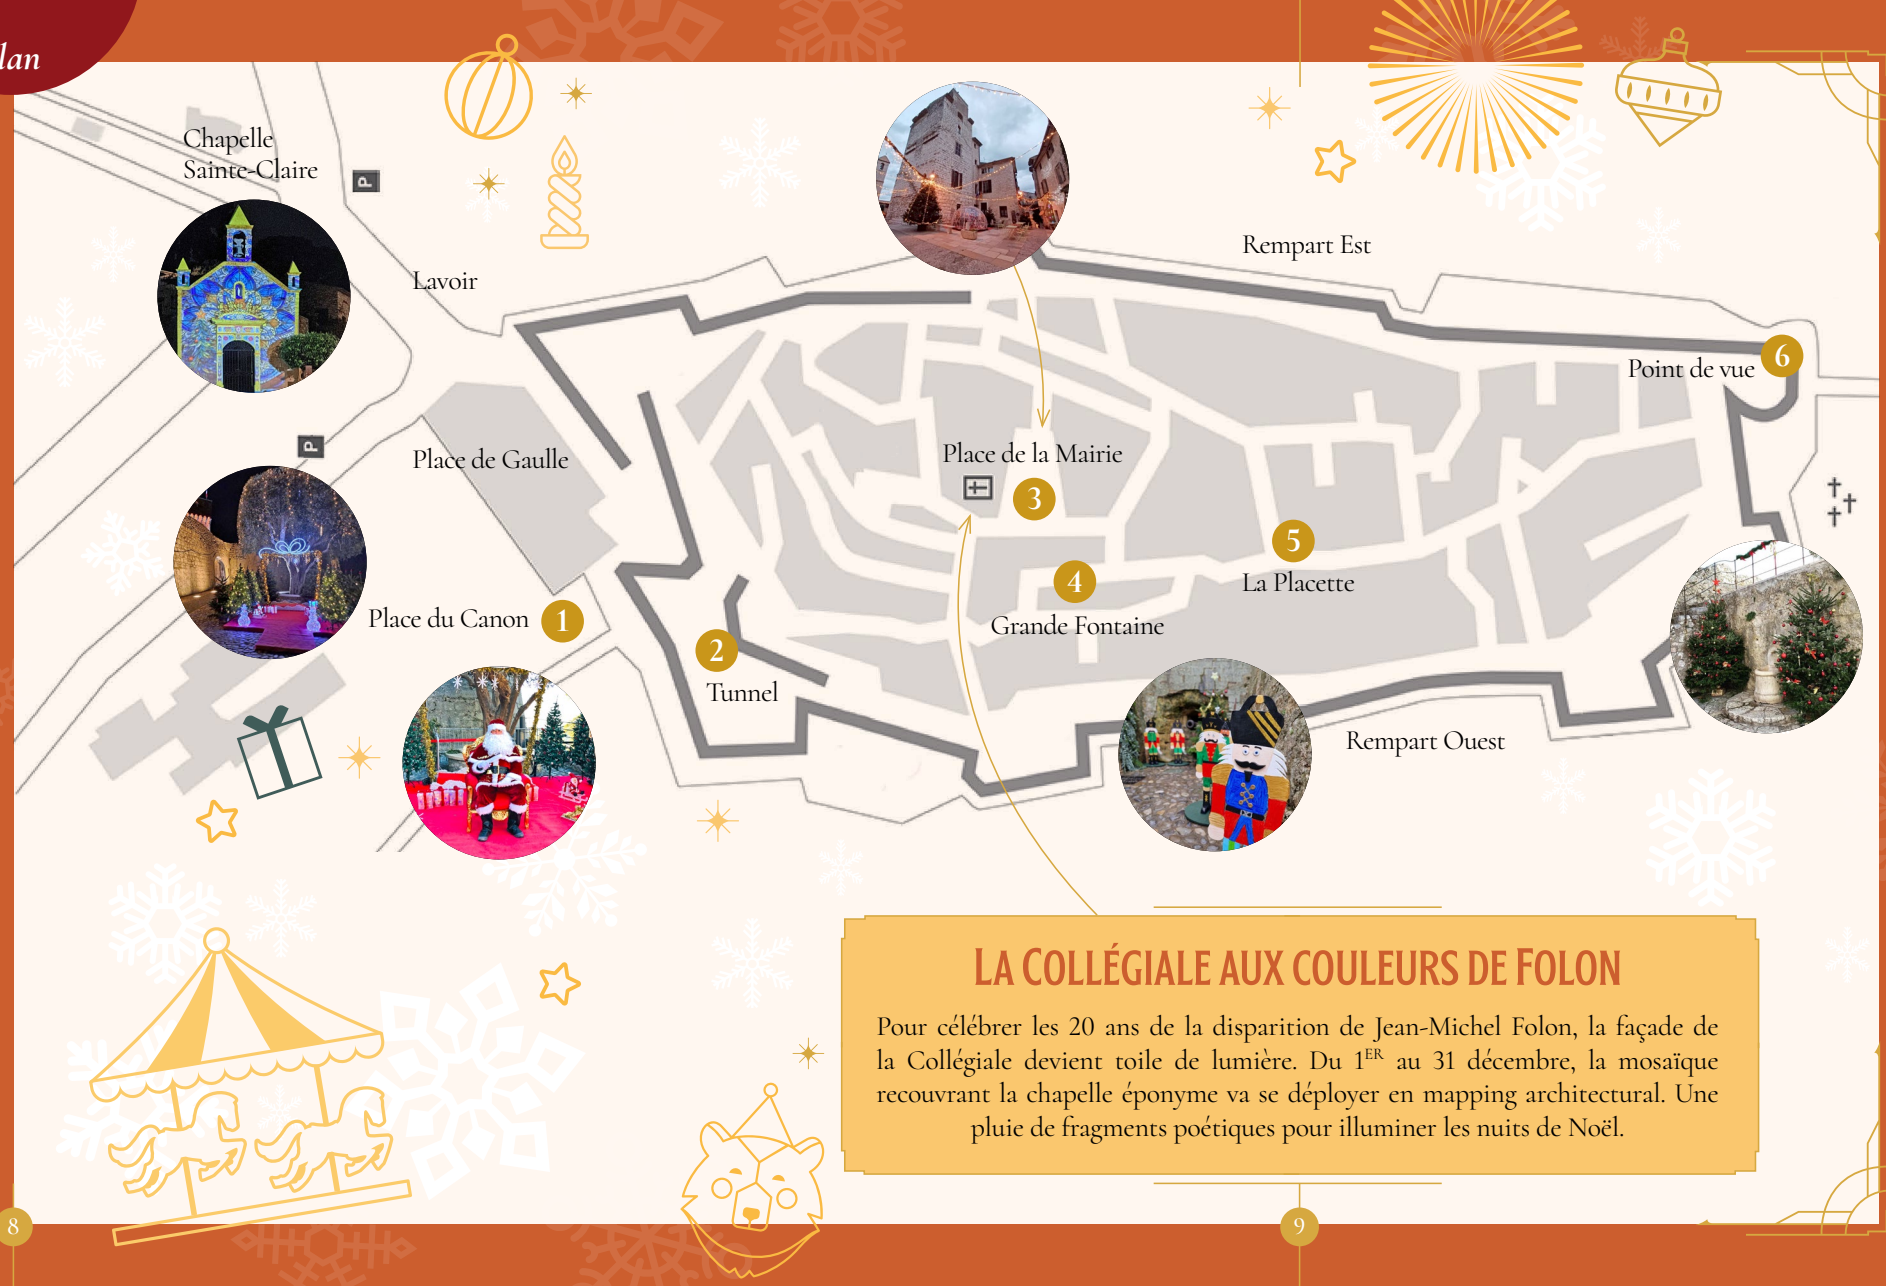 lan
Chapelle
Sainte-Claire
P
Lavoir
Rempart Est
Point de vue
6
P
Place de Gaulle
Place de la Mairie
3
5
La Placette
4
Grande Fontaine
Place du Canon
1
2
Tunnel
Rempart Ouest
LA COLLÉGIALE AUX COULEURS DE FOLON
Pour célébrer les 20 ans de la disparition de Jean-Michel Folon, la façade de
la Collégiale devient toile de lumière. Du 1ER au 31 décembre, la mosaïque
recouvrant la chapelle éponyme va se déployer en mapping architectural. Une
pluie de fragments poétiques pour illuminer les nuits de Noël.
8
9